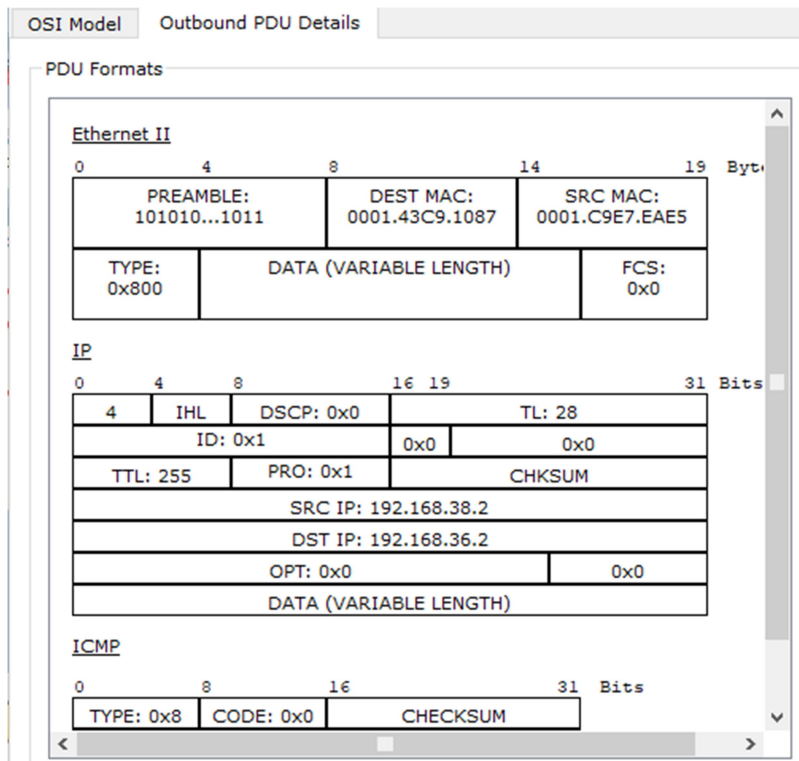 OSI Model Outbound PDU Details
PDU Formats
Ethernet II
0 4 8 14 19
PREAMBLE: DEST MAC: SRC MAC:
101010...1011 0001.43C9.1087 0001.C9E7.EAE5
TYPE: DATA (VARIABLE LENGTH) FCS:
0x800 0x0
IP
0 4 8 16 19 31 Bits
4 IHL DSCP: 0x0 TL: 28
ID: 0x1 0x0 0x0
TTL: 255 PRO: 0x1 CHKSUM
SRC IP: 192.168.38.2
DST IP: 192.168.36.2
OPT: 0x0 0x0
DATA (VARIABLE LENGTH)
ICMP
0 8 16 31 Bits
TYPE: 0x8 CODE: 0x0 CHECKSUM